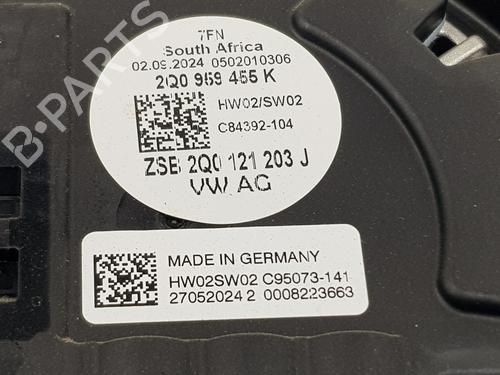 7FN
South Africa
02.09.2024 0502010306
2Q0 959 455 K
HW02/SW02
C84392-104
ZSB 2Q0 121 203 J
VW AG
MADE IN GERMANY
HW02SW02 C95073-141
27052024 2 0008223663
B-PARTS